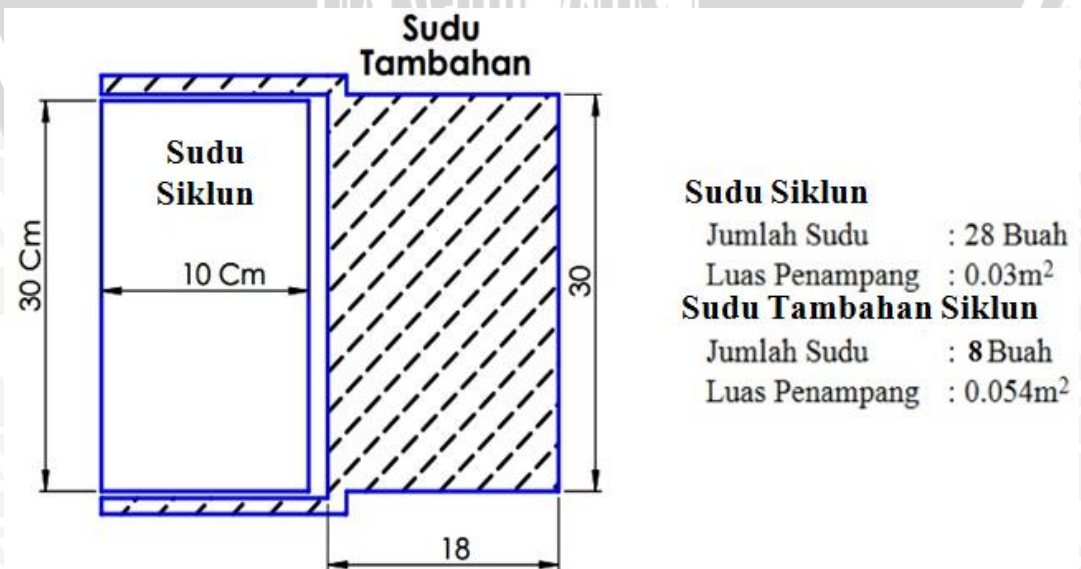 Sudu
Tambahan
Sudu
Siklun
30 Cm
10 Cm
30
18
Sudu Siklun
Jumlah Sudu : 28 Buah
Luas Penampang : 0.03m²
Sudu Tambahan Siklun
Jumlah Sudu : 8 Buah
Luas Penampang : 0.054m²